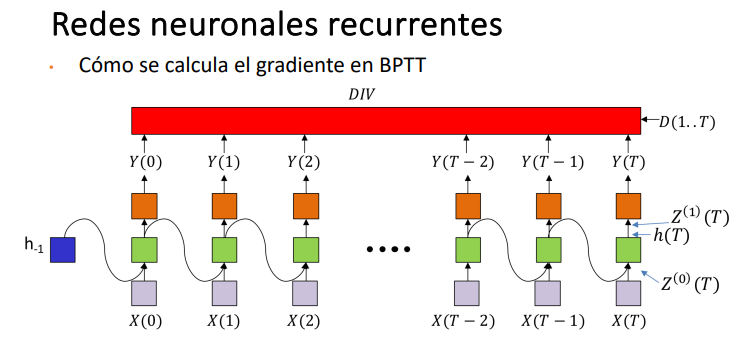 Redes neuronales recurrentes
• Cómo se calcula el gradiente en BPTT
DIV
D(1..T)
Y(0) Y(1) Y(2) Y(T − 2) Y(T − 1) Y(T)
Z⁽¹⁾(T)
h(T)
h₋₁
Z⁽⁰⁾(T)
X(0) X(1) X(2) X(T − 2) X(T − 1) X(T)